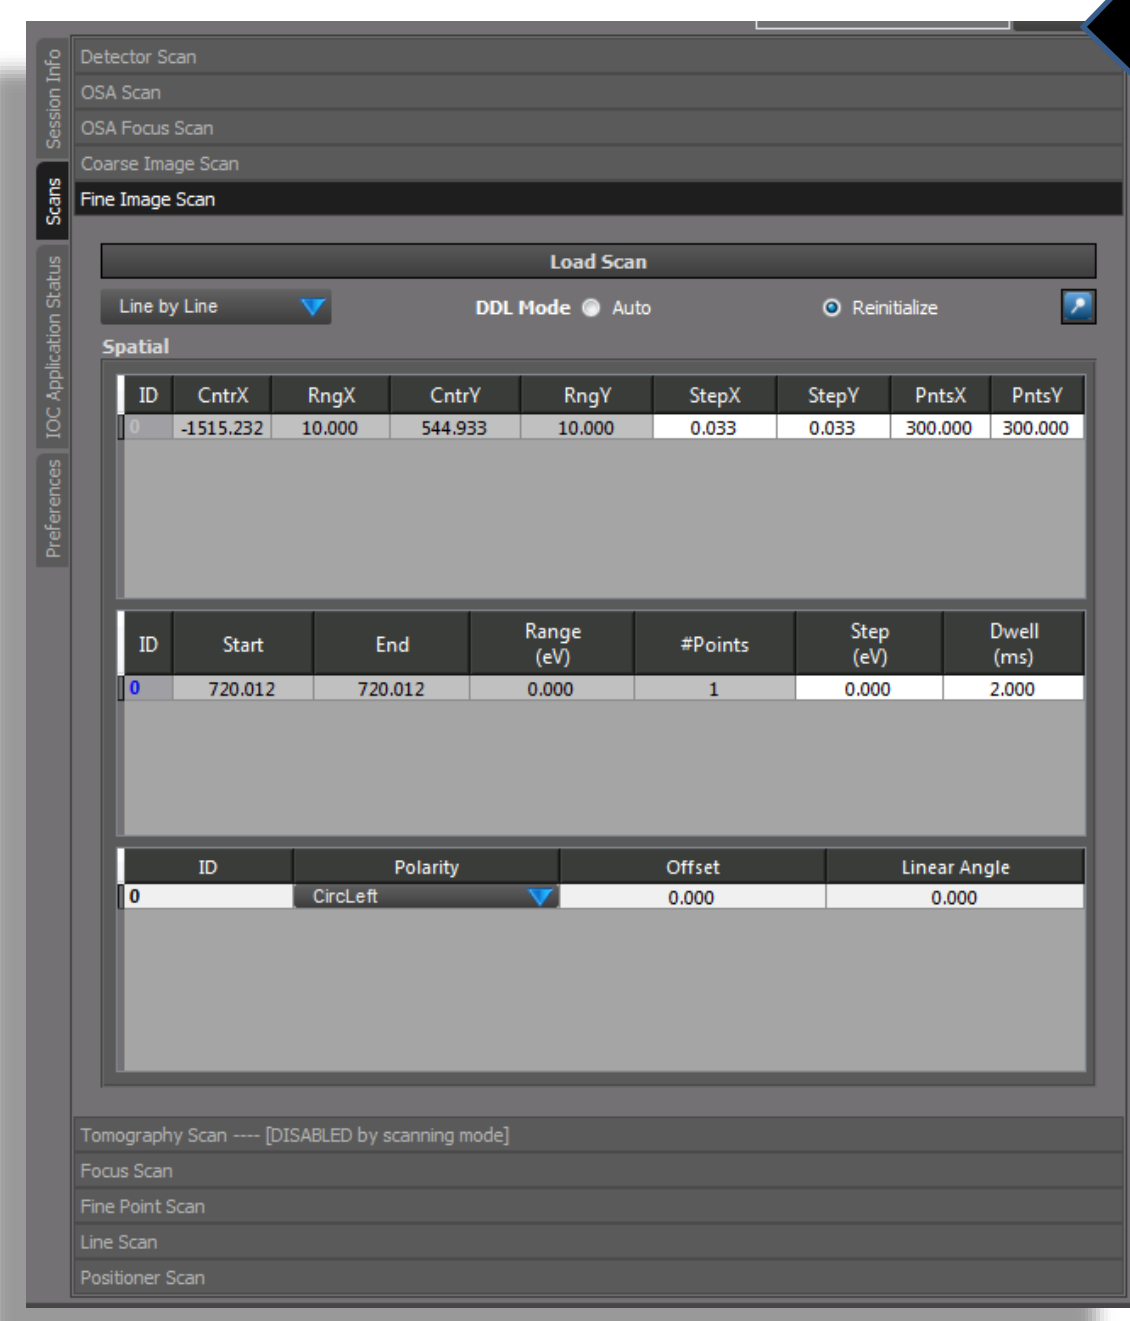 Session Info
Scans
IOC Application Status
Preferences
Detector Scan
OSA Scan
OSA Focus Scan
Coarse Image Scan
Fine Image Scan
Load Scan
Line by Line DDL Mode Auto Reinitialize
Spatial
ID CntrX RngX CntrY RngY StepX StepY PntsX PntsY
0 -1515.232 10.000 544.933 10.000 0.033 0.033 300.000 300.000
ID Start End Range (eV) #Points Step (eV) Dwell (ms)
0 720.012 720.012 0.000 1 0.000 2.000
ID Polarity Offset Linear Angle
0 CircLeft 0.000 0.000
Tomography Scan ---- [DISABLED by scanning mode]
Focus Scan
Fine Point Scan
Line Scan
Positioner Scan